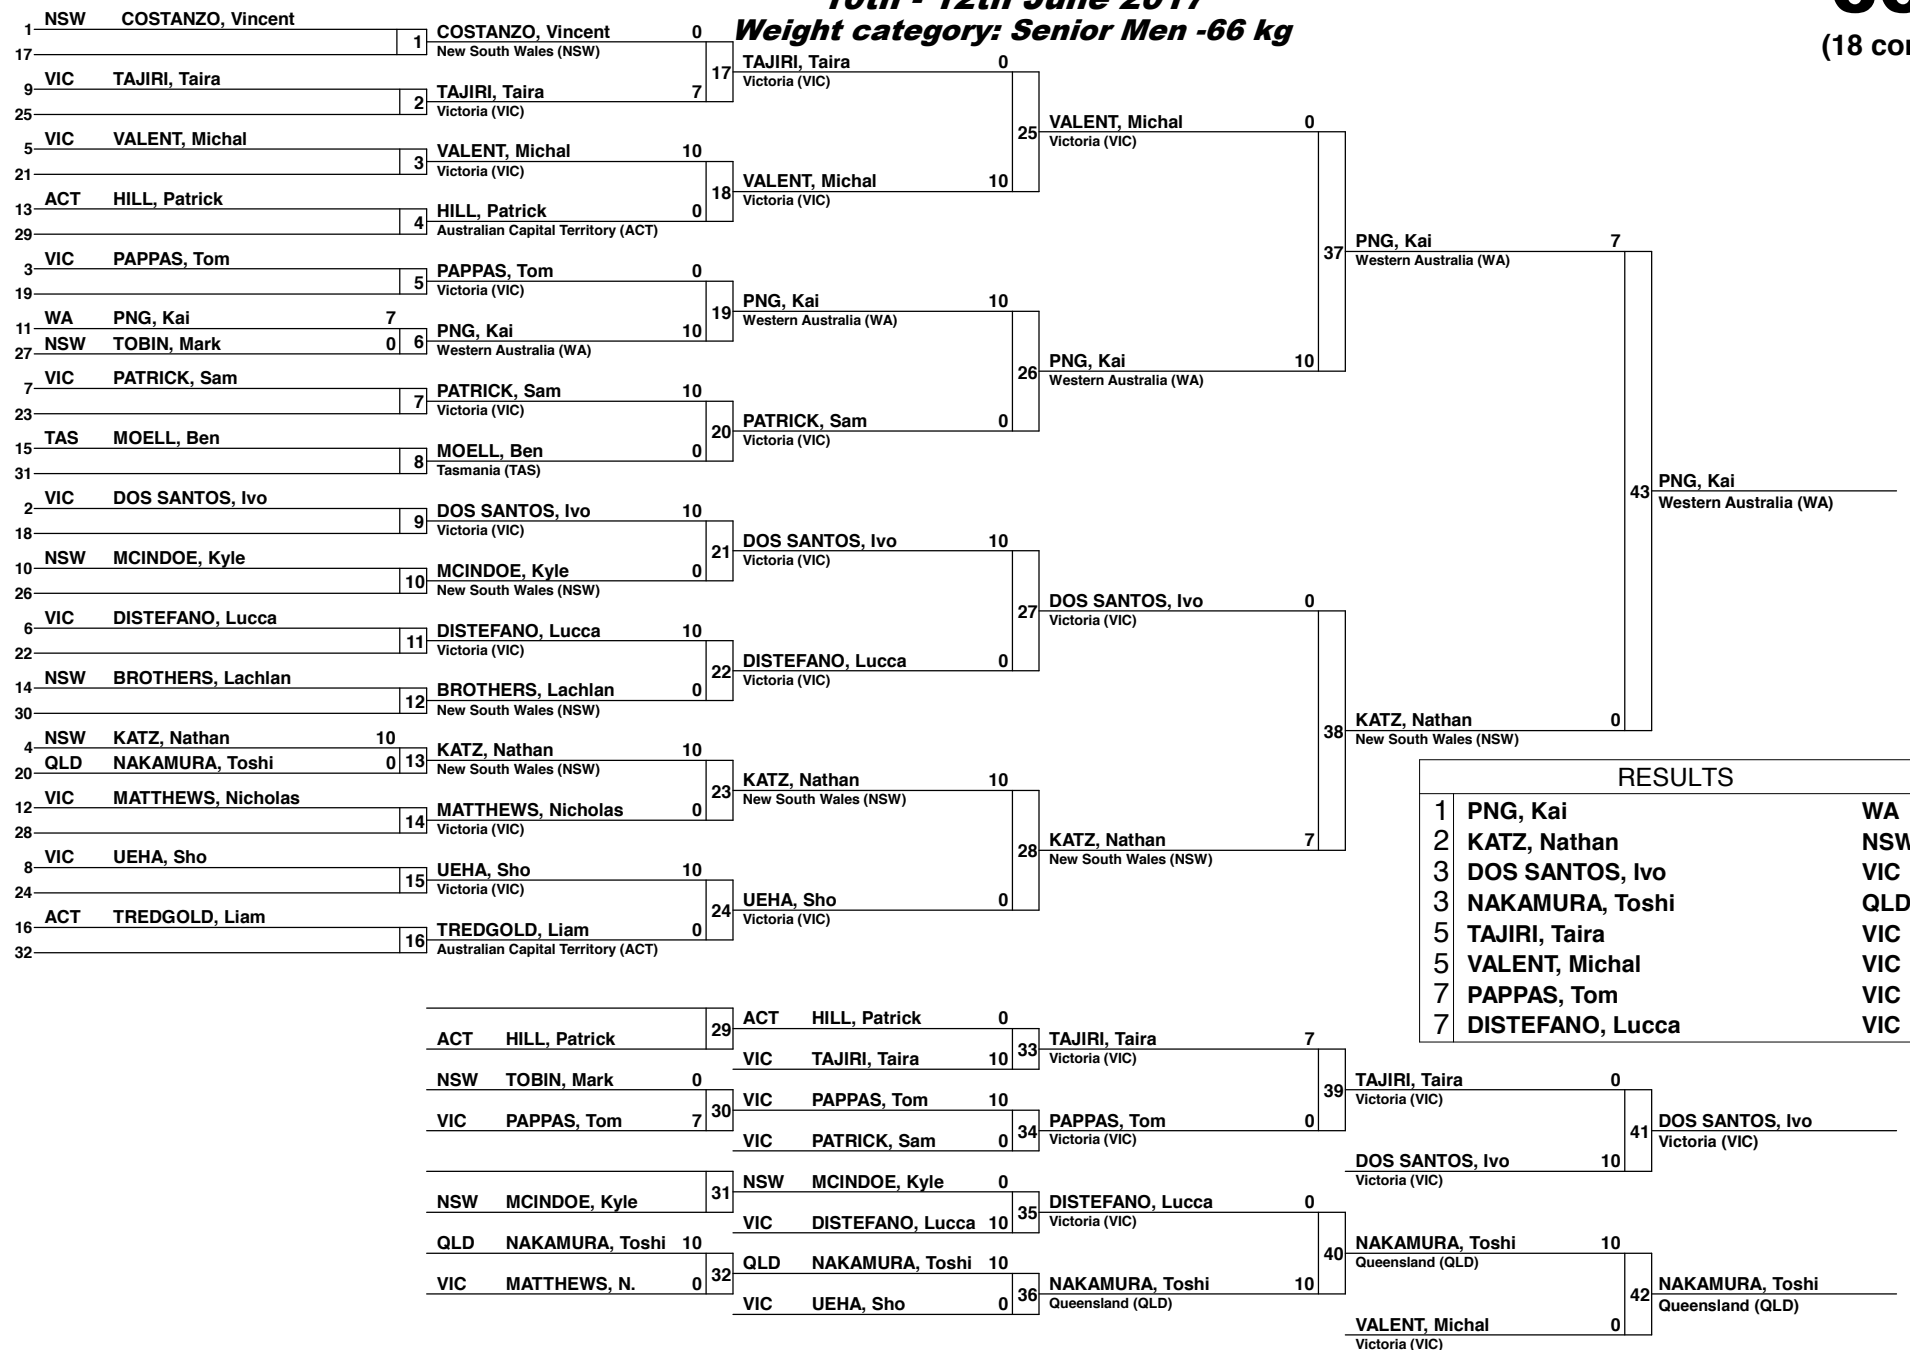 10th - 12th June 2017
Weight category: Senior Men -66 kg
1 NSW COSTANZO, Vincent
17
1
9 VIC TAJIRI, Taira
25
2
5 VIC VALENT, Michal
21
3
13 ACT HILL, Patrick
29
4
3 VIC PAPPAS, Tom
19
5
11 WA PNG, Kai 7
27 NSW TOBIN, Mark 0
6
7 VIC PATRICK, Sam
23
7
15 TAS MOELL, Ben
31
8
2 VIC DOS SANTOS, Ivo
18
9
10 NSW MCINDOE, Kyle
26
10
6 VIC DISTEFANO, Lucca
22
11
14 NSW BROTHERS, Lachlan
30
12
4 NSW KATZ, Nathan 10
20 QLD NAKAMURA, Toshi 0
13
12 VIC MATTHEWS, Nicholas
28
14
8 VIC UEHA, Sho
24
15
16 ACT TREDGOLD, Liam
32
16
COSTANZO, Vincent 0
New South Wales (NSW)
17
TAJIRI, Taira 7
Victoria (VIC)
VALENT, Michal 10
Victoria (VIC)
18
HILL, Patrick 0
Australian Capital Territory (ACT)
PAPPAS, Tom 0
Victoria (VIC)
19
PNG, Kai 10
Western Australia (WA)
PATRICK, Sam 10
Victoria (VIC)
20
MOELL, Ben 0
Tasmania (TAS)
DOS SANTOS, Ivo 10
Victoria (VIC)
21
MCINDOE, Kyle 0
New South Wales (NSW)
DISTEFANO, Lucca 10
Victoria (VIC)
22
BROTHERS, Lachlan 0
New South Wales (NSW)
KATZ, Nathan 10
New South Wales (NSW)
23
MATTHEWS, Nicholas 0
Victoria (VIC)
UEHA, Sho 10
Victoria (VIC)
24
TREDGOLD, Liam 0
Australian Capital Territory (ACT)
TAJIRI, Taira 0
Victoria (VIC)
25
VALENT, Michal 10
Victoria (VIC)
PNG, Kai 10
Western Australia (WA)
26
PATRICK, Sam 0
Victoria (VIC)
DOS SANTOS, Ivo 10
Victoria (VIC)
27
DISTEFANO, Lucca 0
Victoria (VIC)
KATZ, Nathan 10
New South Wales (NSW)
28
UEHA, Sho 0
Victoria (VIC)
VALENT, Michal 0
Victoria (VIC)
37
PNG, Kai 10
Western Australia (WA)
DOS SANTOS, Ivo 0
Victoria (VIC)
38
KATZ, Nathan 7
New South Wales (NSW)
PNG, Kai 7
Western Australia (WA)
43
KATZ, Nathan 0
New South Wales (NSW)
PNG, Kai
Western Australia (WA)
RESULTS
1 PNG, Kai WA
2 KATZ, Nathan NSW
3 DOS SANTOS, Ivo VIC
3 NAKAMURA, Toshi QLD
5 TAJIRI, Taira VIC
5 VALENT, Michal VIC
7 PAPPAS, Tom VIC
7 DISTEFANO, Lucca VIC
29
ACT HILL, Patrick
NSW TOBIN, Mark 0
30
VIC PAPPAS, Tom 7
31
NSW MCINDOE, Kyle
QLD NAKAMURA, Toshi 10
32
VIC MATTHEWS, N. 0
ACT HILL, Patrick 0
33
VIC TAJIRI, Taira 10
VIC PAPPAS, Tom 10
34
VIC PATRICK, Sam 0
NSW MCINDOE, Kyle 0
35
VIC DISTEFANO, Lucca 10
QLD NAKAMURA, Toshi 10
36
VIC UEHA, Sho 0
TAJIRI, Taira 7
Victoria (VIC)
39
PAPPAS, Tom 0
Victoria (VIC)
DISTEFANO, Lucca 0
Victoria (VIC)
40
NAKAMURA, Toshi 10
Queensland (QLD)
TAJIRI, Taira 0
Victoria (VIC)
41
DOS SANTOS, Ivo 10
Victoria (VIC)
NAKAMURA, Toshi 10
Queensland (QLD)
42
VALENT, Michal 0
Victoria (VIC)
DOS SANTOS, Ivo
Victoria (VIC)
NAKAMURA, Toshi
Queensland (QLD)